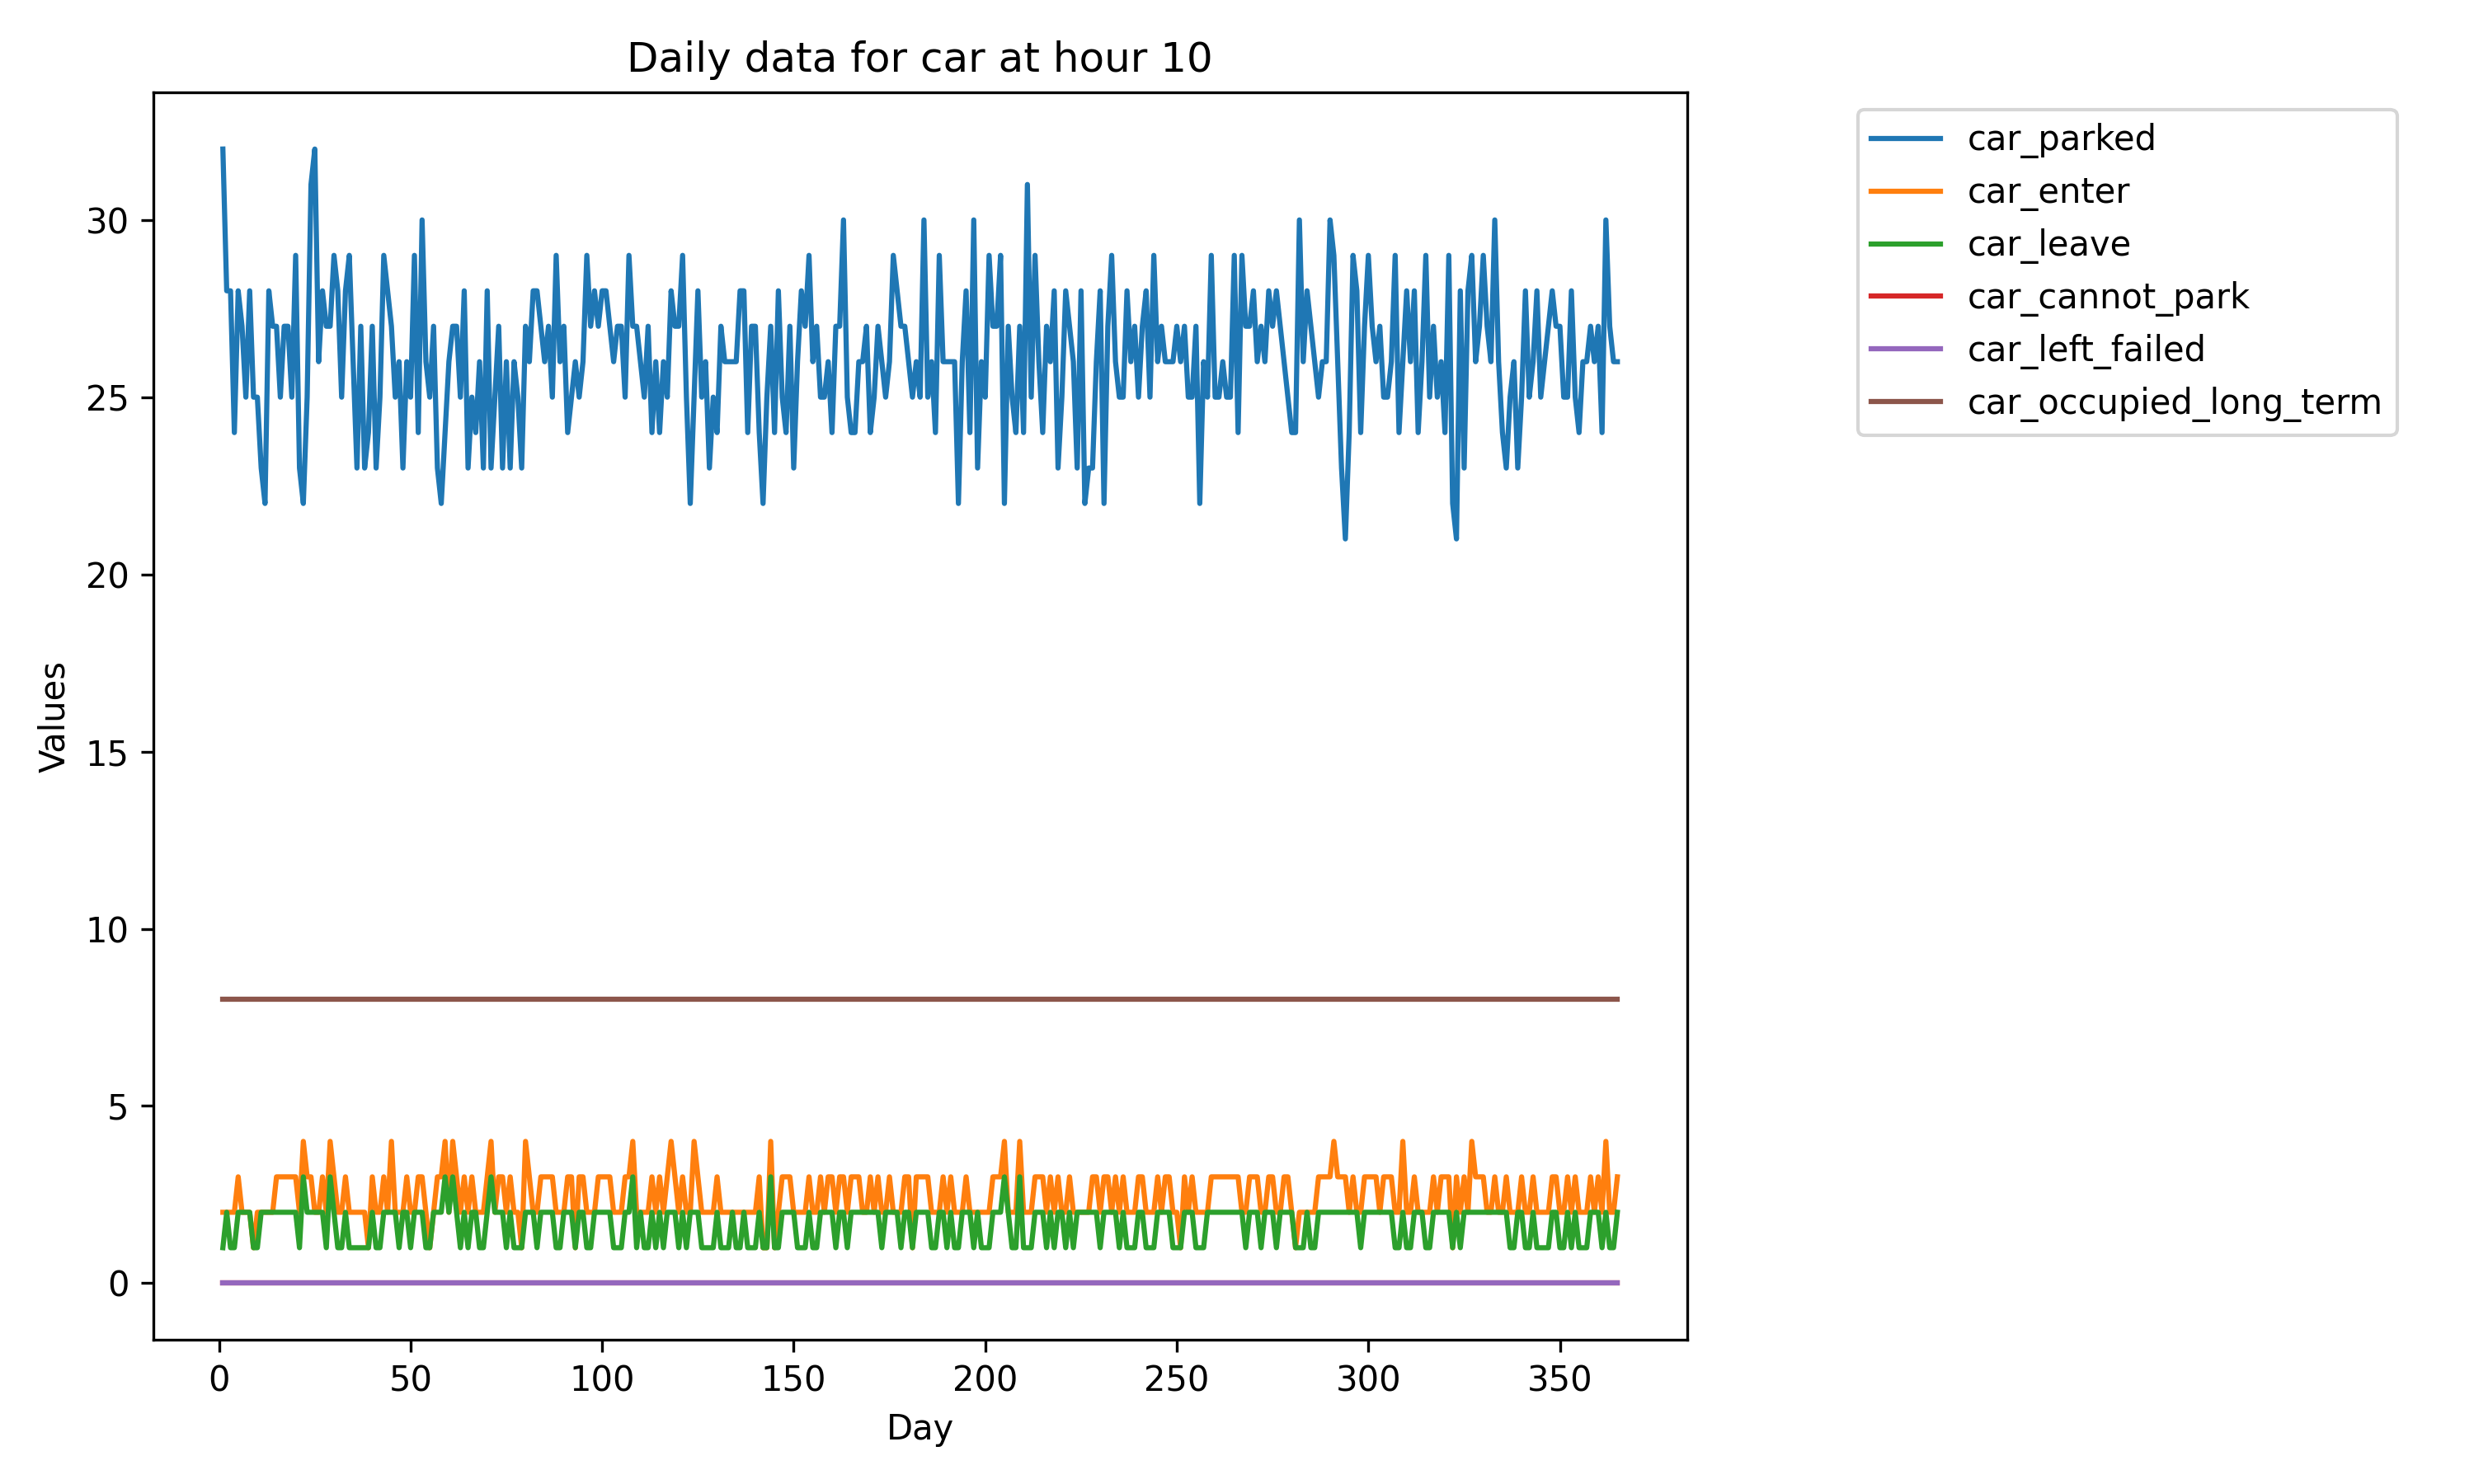 Daily data for car at hour 10
car_parked
car_enter
car_leave
car_cannot_park
car_left_failed
car_occupied_long_term
Values
30
25
20
15
10
5
0
0 50 100 150 200 250 300 350
Day